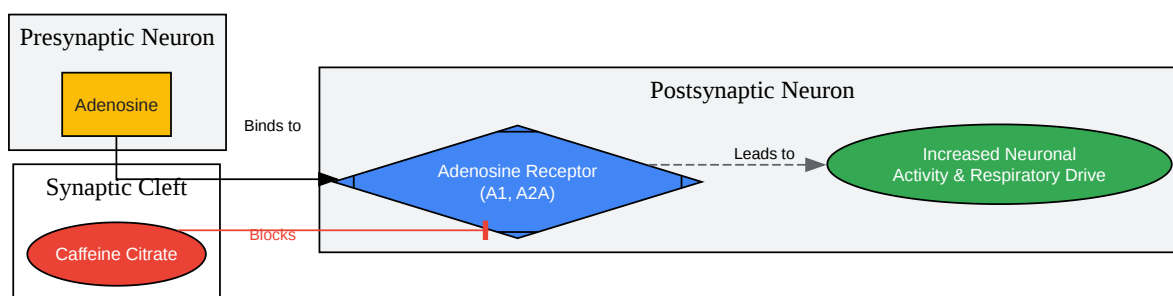 Presynaptic Neuron
Adenosine
Binds to
Postsynaptic Neuron
Adenosine Receptor
(A1, A2A)
Leads to
Increased Neuronal
Activity & Respiratory Drive
Synaptic Cleft
Caffeine Citrate
Blocks